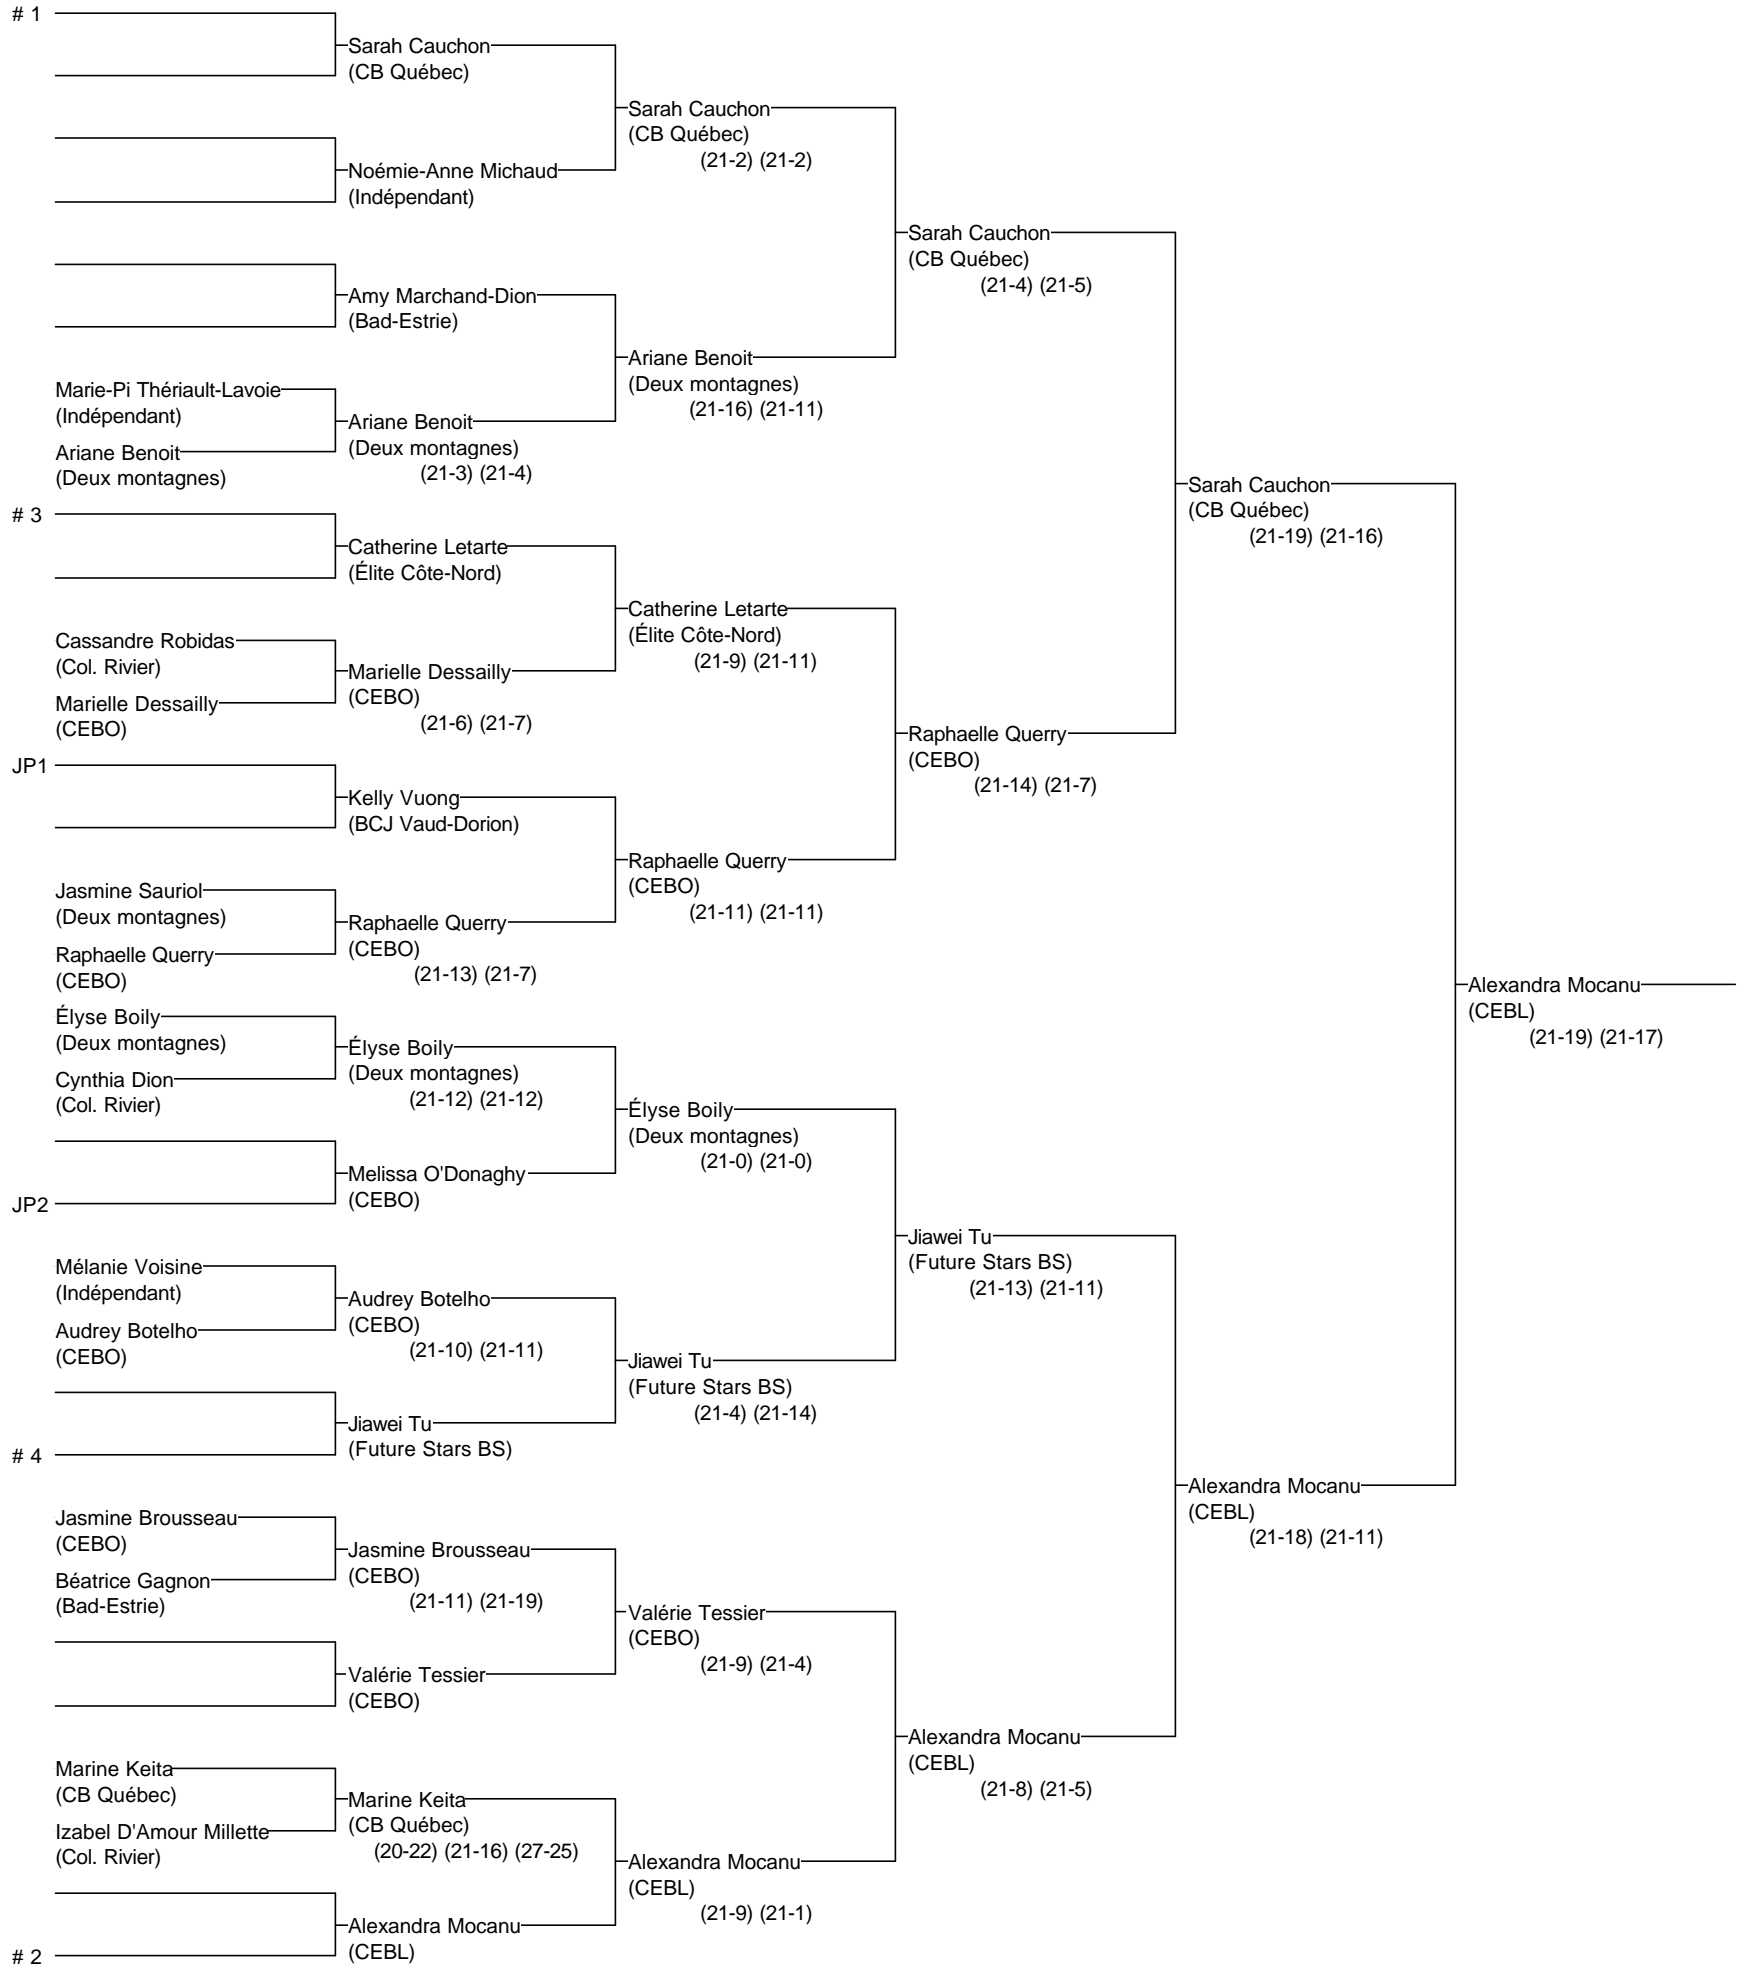 # 1
Sarah Cauchon
(CB Québec)
Sarah Cauchon
(CB Québec)
(21-2) (21-2)
Noémie-Anne Michaud
(Indépendant)
Sarah Cauchon
(CB Québec)
(21-4) (21-5)
Amy Marchand-Dion
(Bad-Estrie)
Ariane Benoit
(Deux montagnes)
(21-16) (21-11)
Marie-Pi Thériault-Lavoie
(Indépendant)
Ariane Benoit
(Deux montagnes)
(21-3) (21-4)
Ariane Benoit
(Deux montagnes)
Sarah Cauchon
(CB Québec)
(21-19) (21-16)
# 3
Catherine Letarte
(Élite Côte-Nord)
Catherine Letarte
(Élite Côte-Nord)
(21-9) (21-11)
Cassandre Robidas
(Col. Rivier)
Marielle Dessailly
(CEBO)
(21-6) (21-7)
Marielle Dessailly
(CEBO)
Raphaelle Querry
(CEBO)
(21-14) (21-7)
JP1
Kelly Vuong
(BCJ Vaud-Dorion)
Raphaelle Querry
(CEBO)
(21-11) (21-11)
Jasmine Sauriol
(Deux montagnes)
Raphaelle Querry
(CEBO)
(21-13) (21-7)
Raphaelle Querry
(CEBO)
Alexandra Mocanu
(CEBL)
(21-19) (21-17)
Élyse Boily
(Deux montagnes)
Élyse Boily
(Deux montagnes)
(21-12) (21-12)
Cynthia Dion
(Col. Rivier)
Élyse Boily
(Deux montagnes)
(21-0) (21-0)
Melissa O'Donaghy
(CEBO)
JP2
Jiawei Tu
(Future Stars BS)
(21-13) (21-11)
Mélanie Voisine
(Indépendant)
Audrey Botelho
(CEBO)
(21-10) (21-11)
Audrey Botelho
(CEBO)
Jiawei Tu
(Future Stars BS)
(21-4) (21-14)
Jiawei Tu
(Future Stars BS)
# 4
Alexandra Mocanu
(CEBL)
(21-18) (21-11)
Jasmine Brousseau
(CEBO)
Jasmine Brousseau
(CEBO)
(21-11) (21-19)
Béatrice Gagnon
(Bad-Estrie)
Valérie Tessier
(CEBO)
(21-9) (21-4)
Valérie Tessier
(CEBO)
Alexandra Mocanu
(CEBL)
(21-8) (21-5)
Marine Keita
(CB Québec)
Marine Keita
(CB Québec)
(20-22) (21-16) (27-25)
Izabel D'Amour Millette
(Col. Rivier)
Alexandra Mocanu
(CEBL)
(21-9) (21-1)
Alexandra Mocanu
(CEBL)
# 2